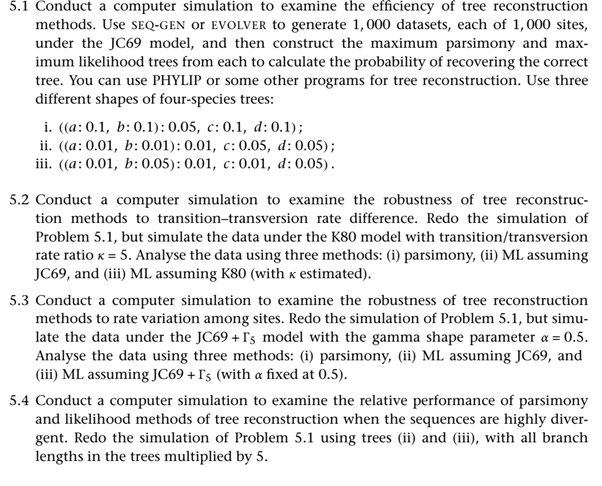 5.1 Conduct a computer simulation to examine the efficiency of tree reconstruction
methods. Use SEQ-GEN or EVOLVER to generate 1,000 datasets, each of 1,000 sites,
under the JC69 model, and then construct the maximum parsimony and max-
imum likelihood trees from each to calculate the probability of recovering the correct
tree. You can use PHYLIP or some other programs for tree reconstruction. Use three
different shapes of four-species trees:
i. ((a: 0.1, b: 0.1): 0.05, c: 0.1, d: 0.1);
ii. ((a: 0.01, b: 0.01): 0.01, c: 0.05, d: 0.05);
iii. ((a: 0.01, b: 0.05): 0.01, c: 0.01, d: 0.05).
5.2 Conduct a computer simulation to examine the robustness of tree reconstruc-
tion methods to transition–transversion rate difference. Redo the simulation of
Problem 5.1, but simulate the data under the K80 model with transition/transversion
rate ratio κ = 5. Analyse the data using three methods: (i) parsimony, (ii) ML assuming
JC69, and (iii) ML assuming K80 (with κ estimated).
5.3 Conduct a computer simulation to examine the robustness of tree reconstruction
methods to rate variation among sites. Redo the simulation of Problem 5.1, but simu-
late the data under the JC69 + Γ₅ model with the gamma shape parameter α = 0.5.
Analyse the data using three methods: (i) parsimony, (ii) ML assuming JC69, and
(iii) ML assuming JC69 + Γ₅ (with α fixed at 0.5).
5.4 Conduct a computer simulation to examine the relative performance of parsimony
and likelihood methods of tree reconstruction when the sequences are highly diver-
gent. Redo the simulation of Problem 5.1 using trees (ii) and (iii), with all branch
lengths in the trees multiplied by 5.